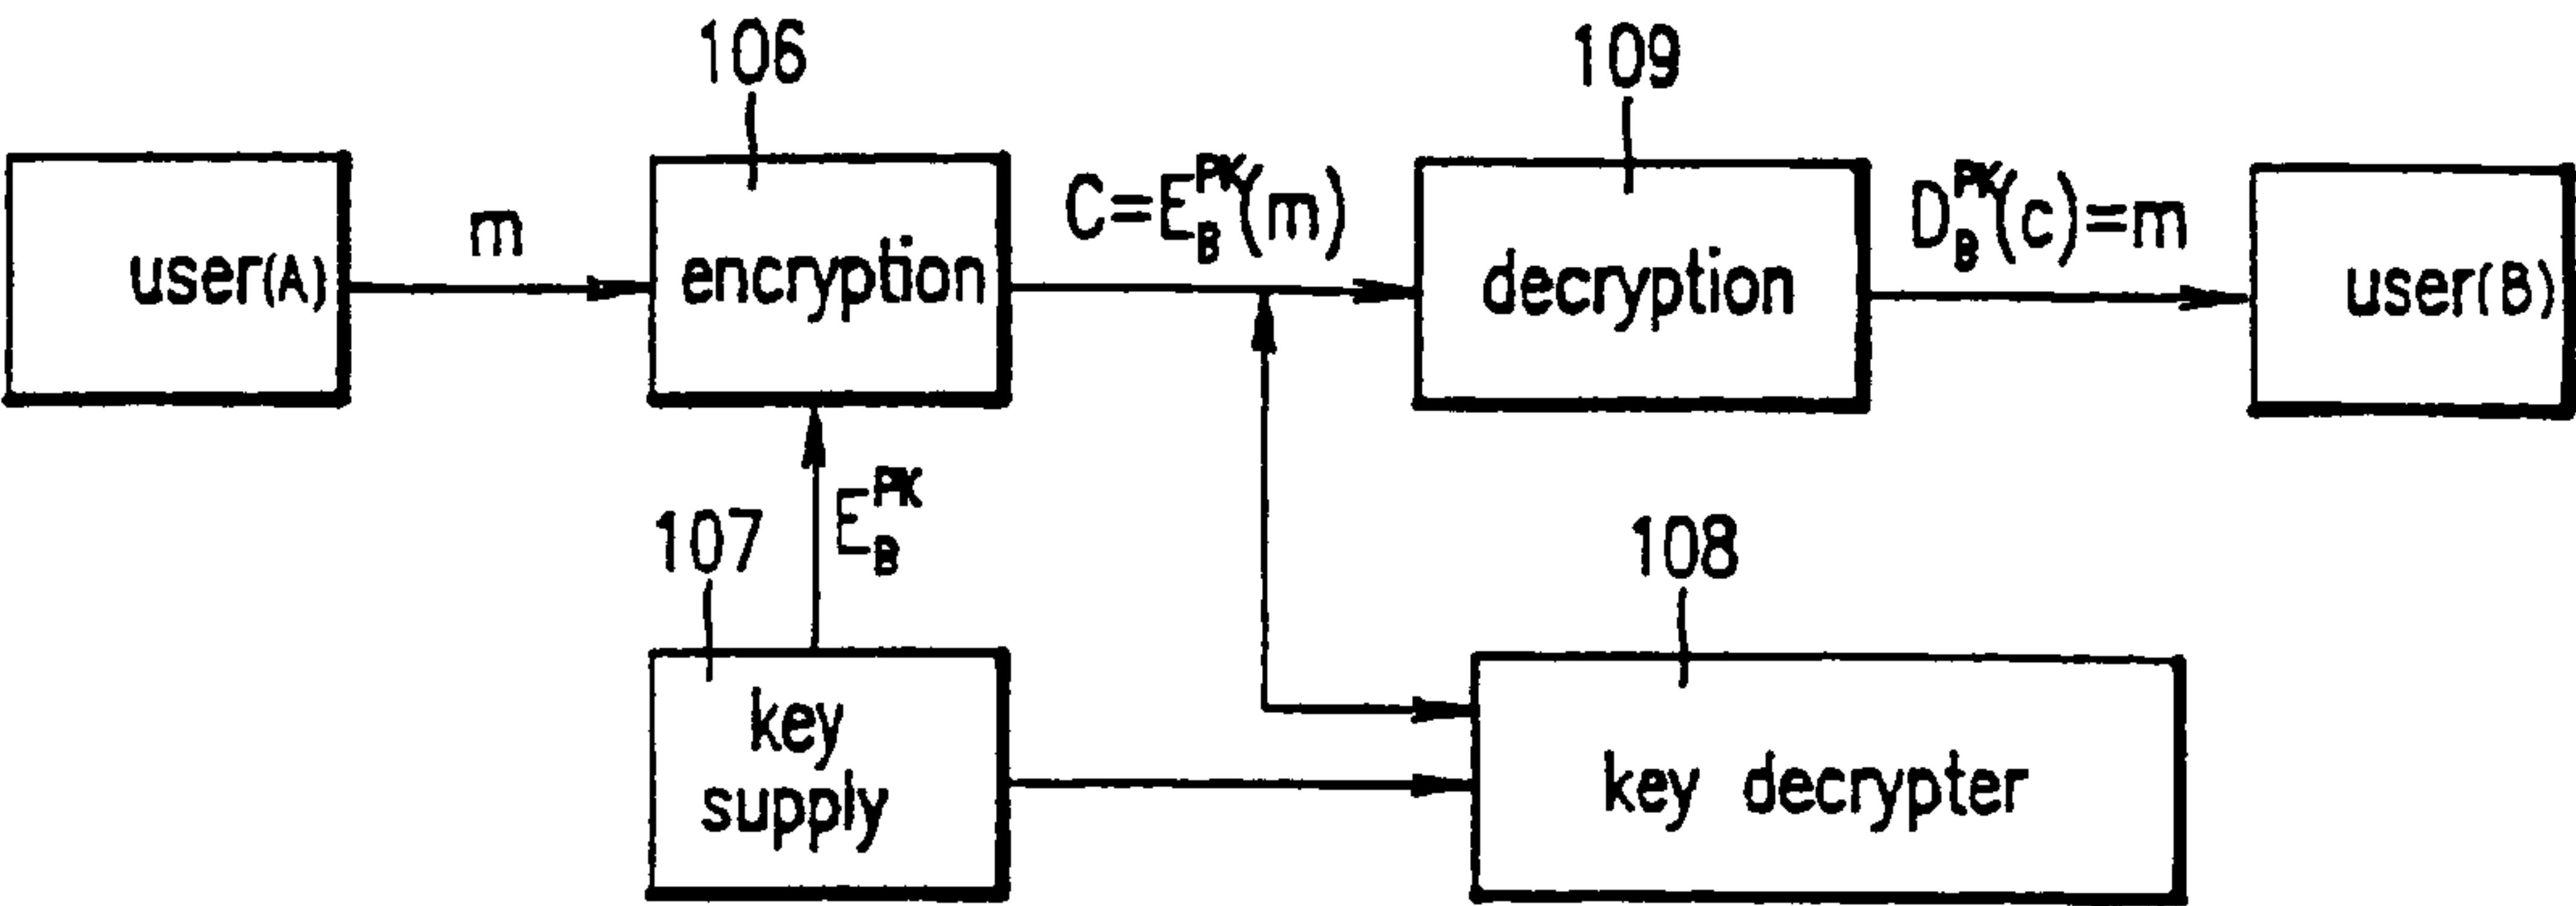 106
109
user(A)
m
encryption
C=E_B^PK(m)
decryption
D_B^PK(c)=m
user(B)
107
E_B^PK
108
key
supply
key decrypter